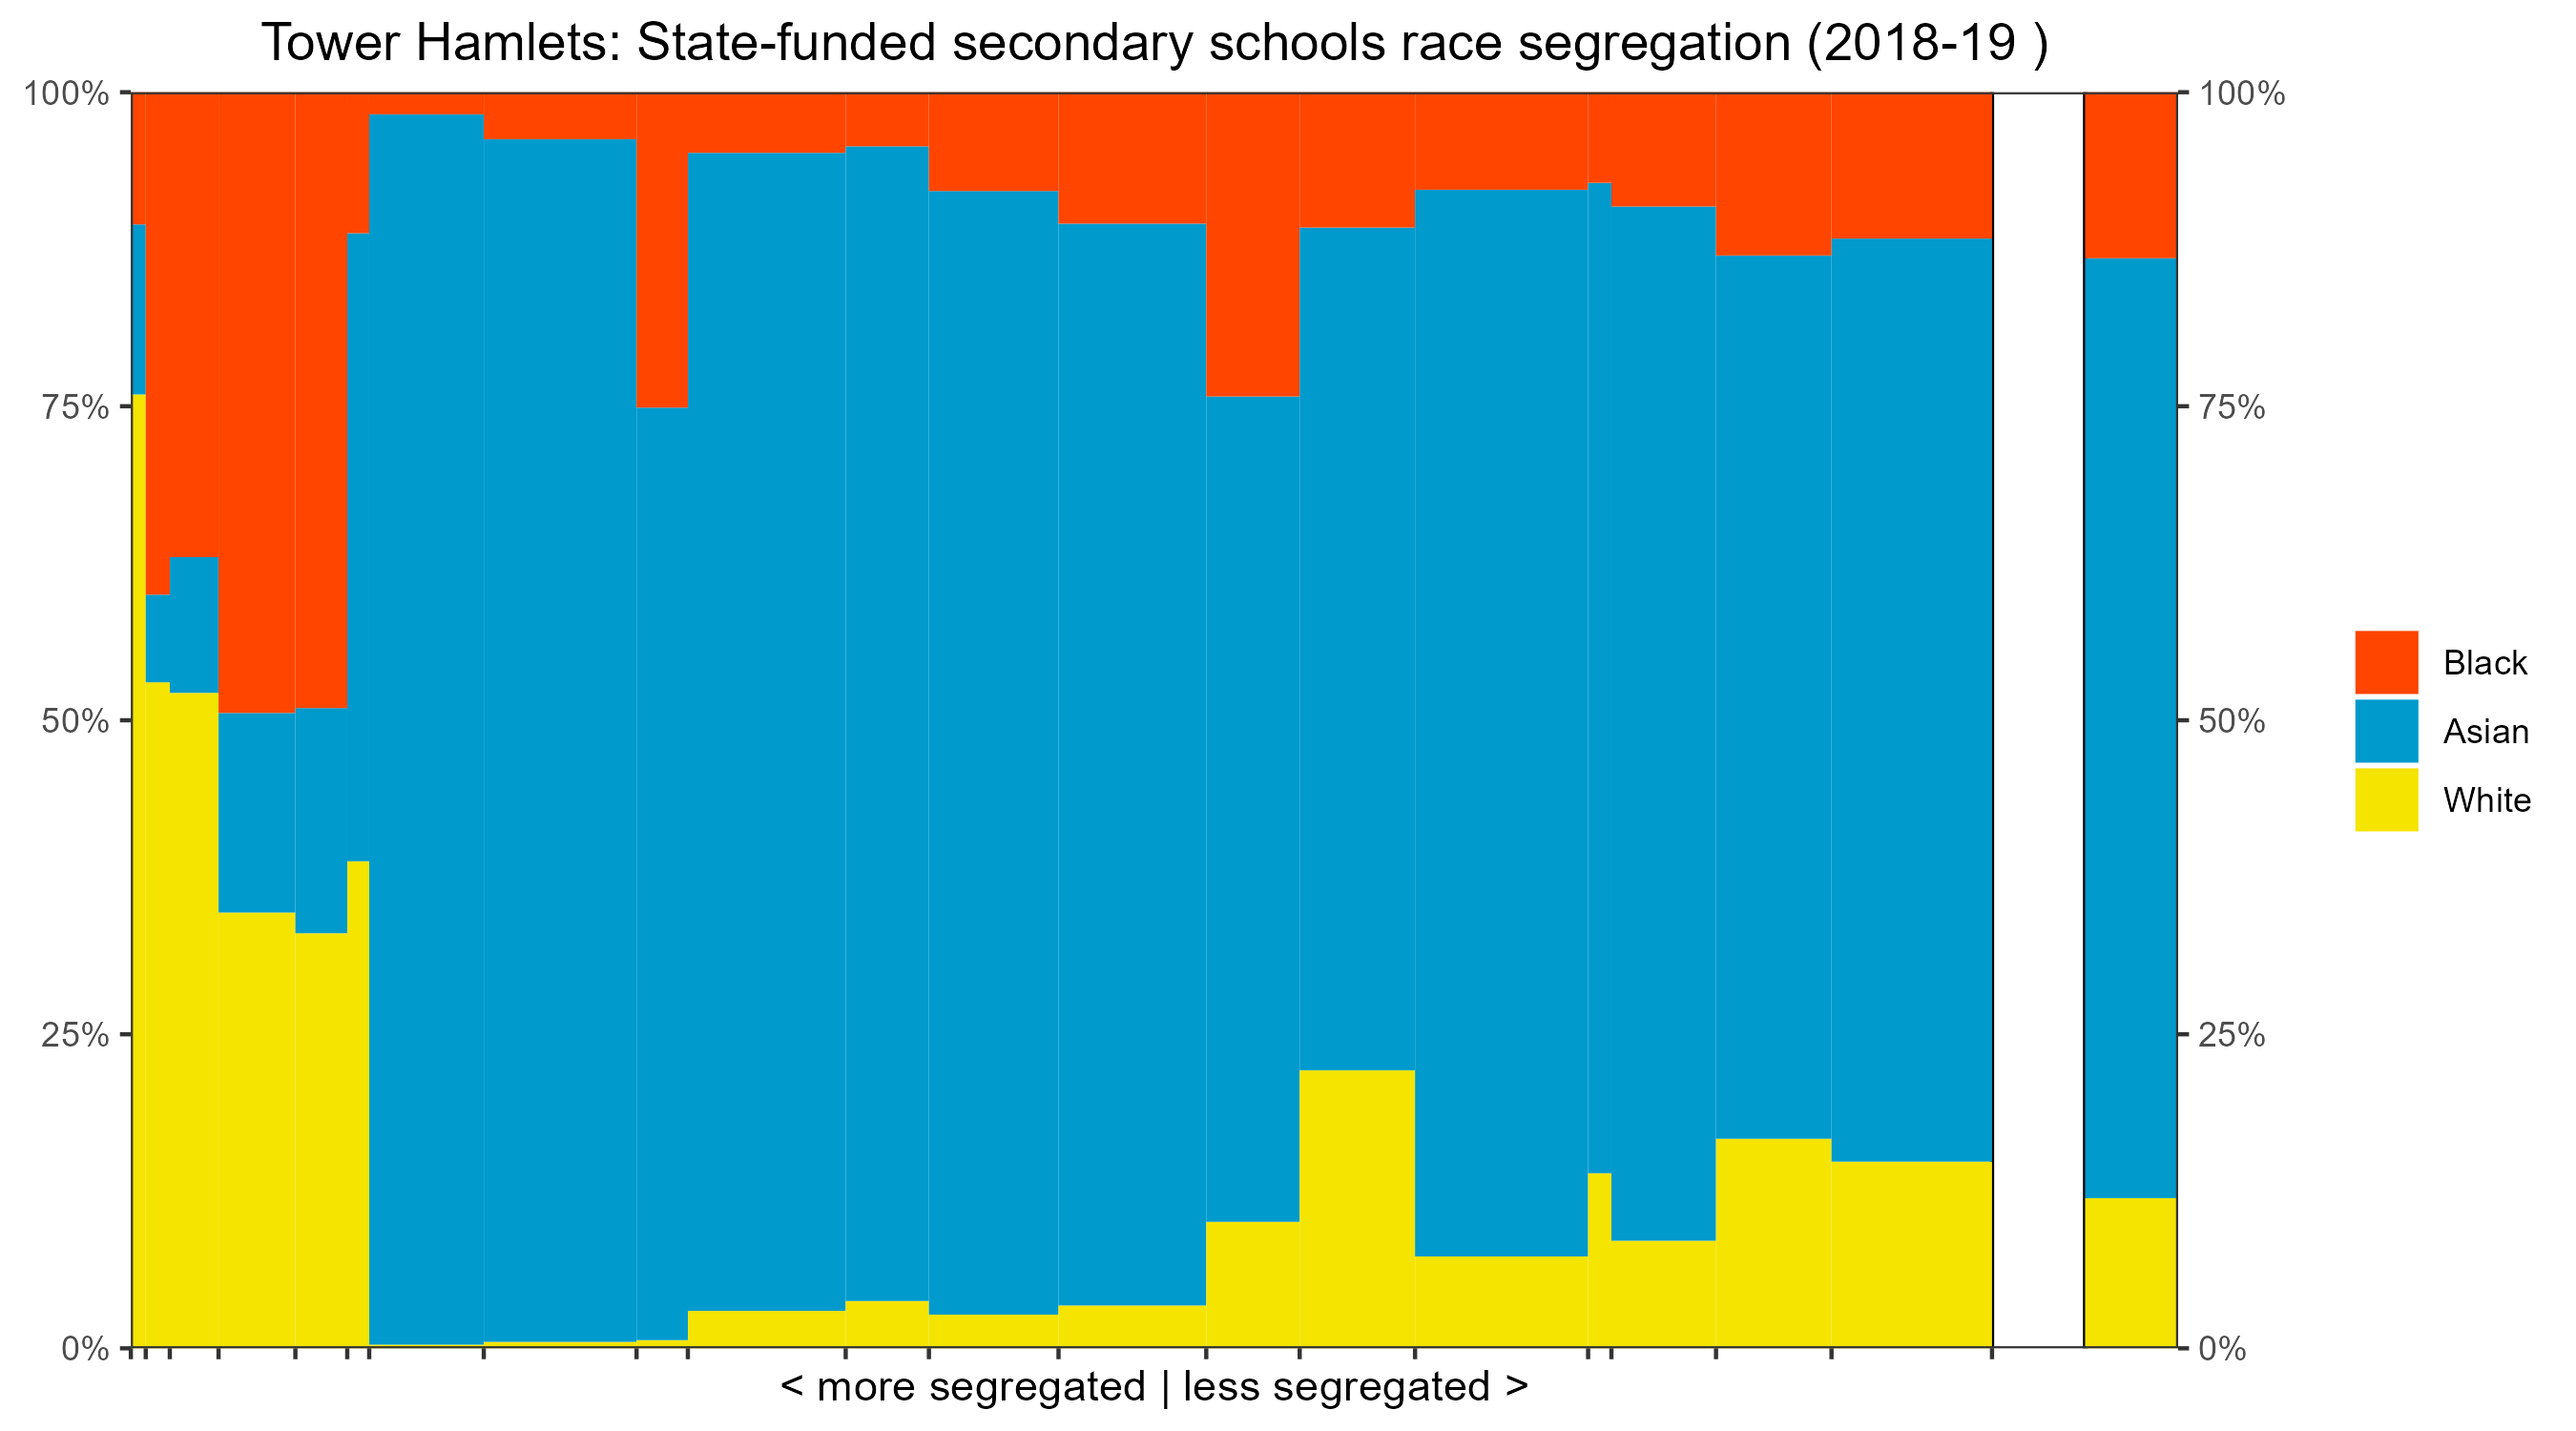 Tower Hamlets: State-funded secondary schools race segregation (2018-19 )
100%
100%
75%
75%
50%
50%
25%
25%
0%
0%
Black
Asian
White
< more segregated | less segregated >